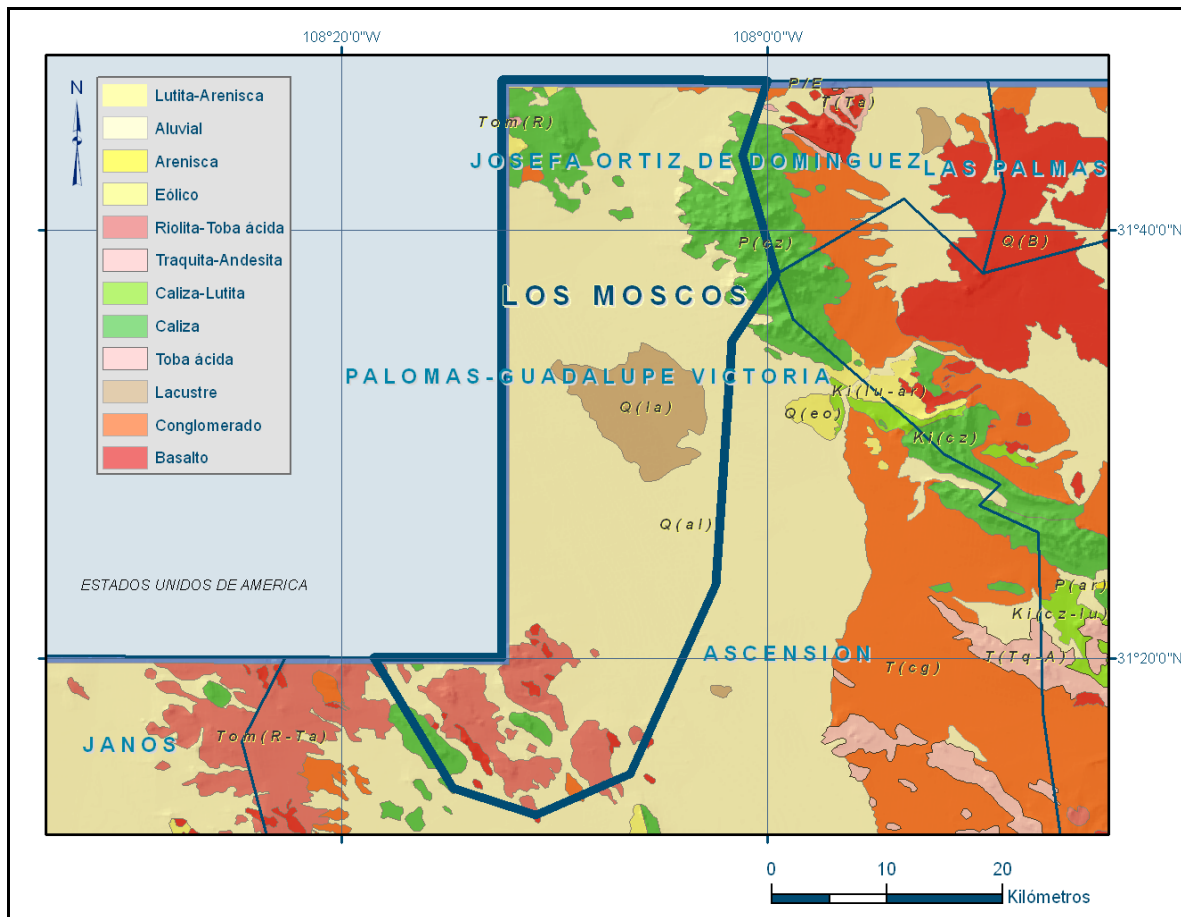 108°20'0"W
108°0'0"W
N
Lutita-Arenisca
Aluvial
Arenisca
Eólico
Riolita-Toba ácida
Traquita-Andesita
Caliza-Lutita
Caliza
Toba ácida
Lacustre
Conglomerado
Basalto
P/E
T(Ta)
Tom(R)
JOSEFA ORTIZ DE DOMINGUEZ
LAS PALMAS
31°40'0"N
P(cz)
Q(B)
LOS MOSCOS
PALOMAS-GUADALUPE VICTORIA
Ki(lu-ar)
Q(la)
Q(eo)
Ki(cz)
Q(al)
ESTADOS UNIDOS DE AMERICA
P(ar)
Ki(cz-lu)
ASCENSION
T(Tq-A)
31°20'0"N
T(cg)
JANOS
Tom(R-Ta)
0
10
20
Kilómetros